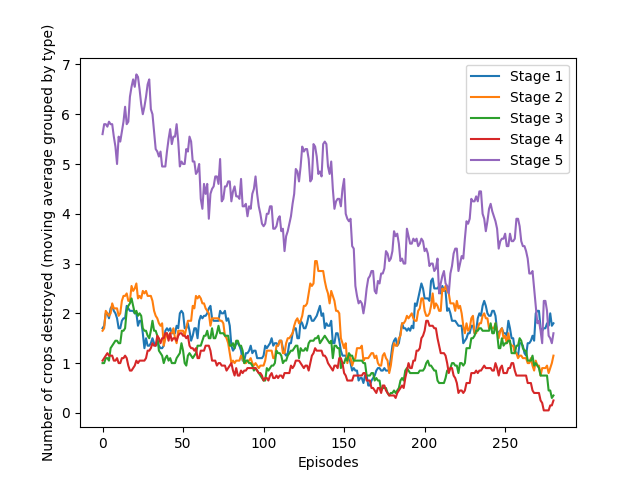 Number of crops destroyed (moving average grouped by type)
7
6
5
4
3
2
1
0
0
50
100
150
200
250
Episodes
Stage 1
Stage 2
Stage 3
Stage 4
Stage 5